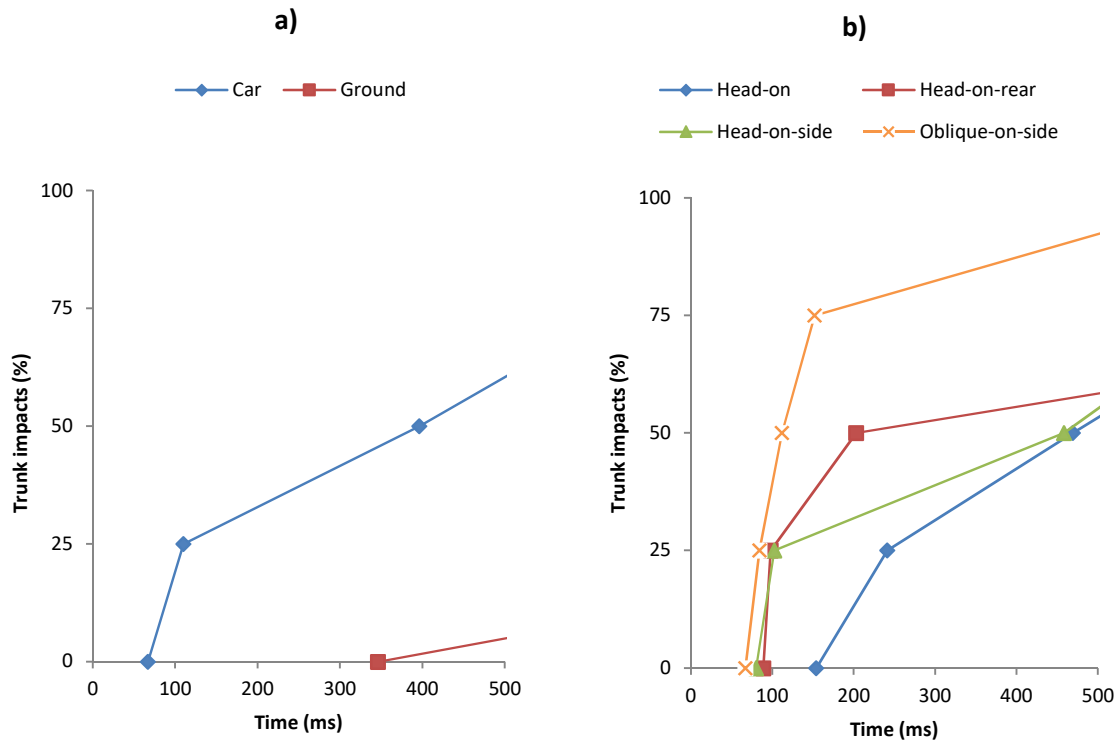 a)
Car Ground
100
75
50
25
0
0 100 200 300 400 500
Trunk impacts (%)
Time (ms)
b)
Head-on Head-on-rear
Head-on-side Oblique-on-side
100
75
50
25
0
0 100 200 300 400 500
Trunk impacts (%)
Time (ms)